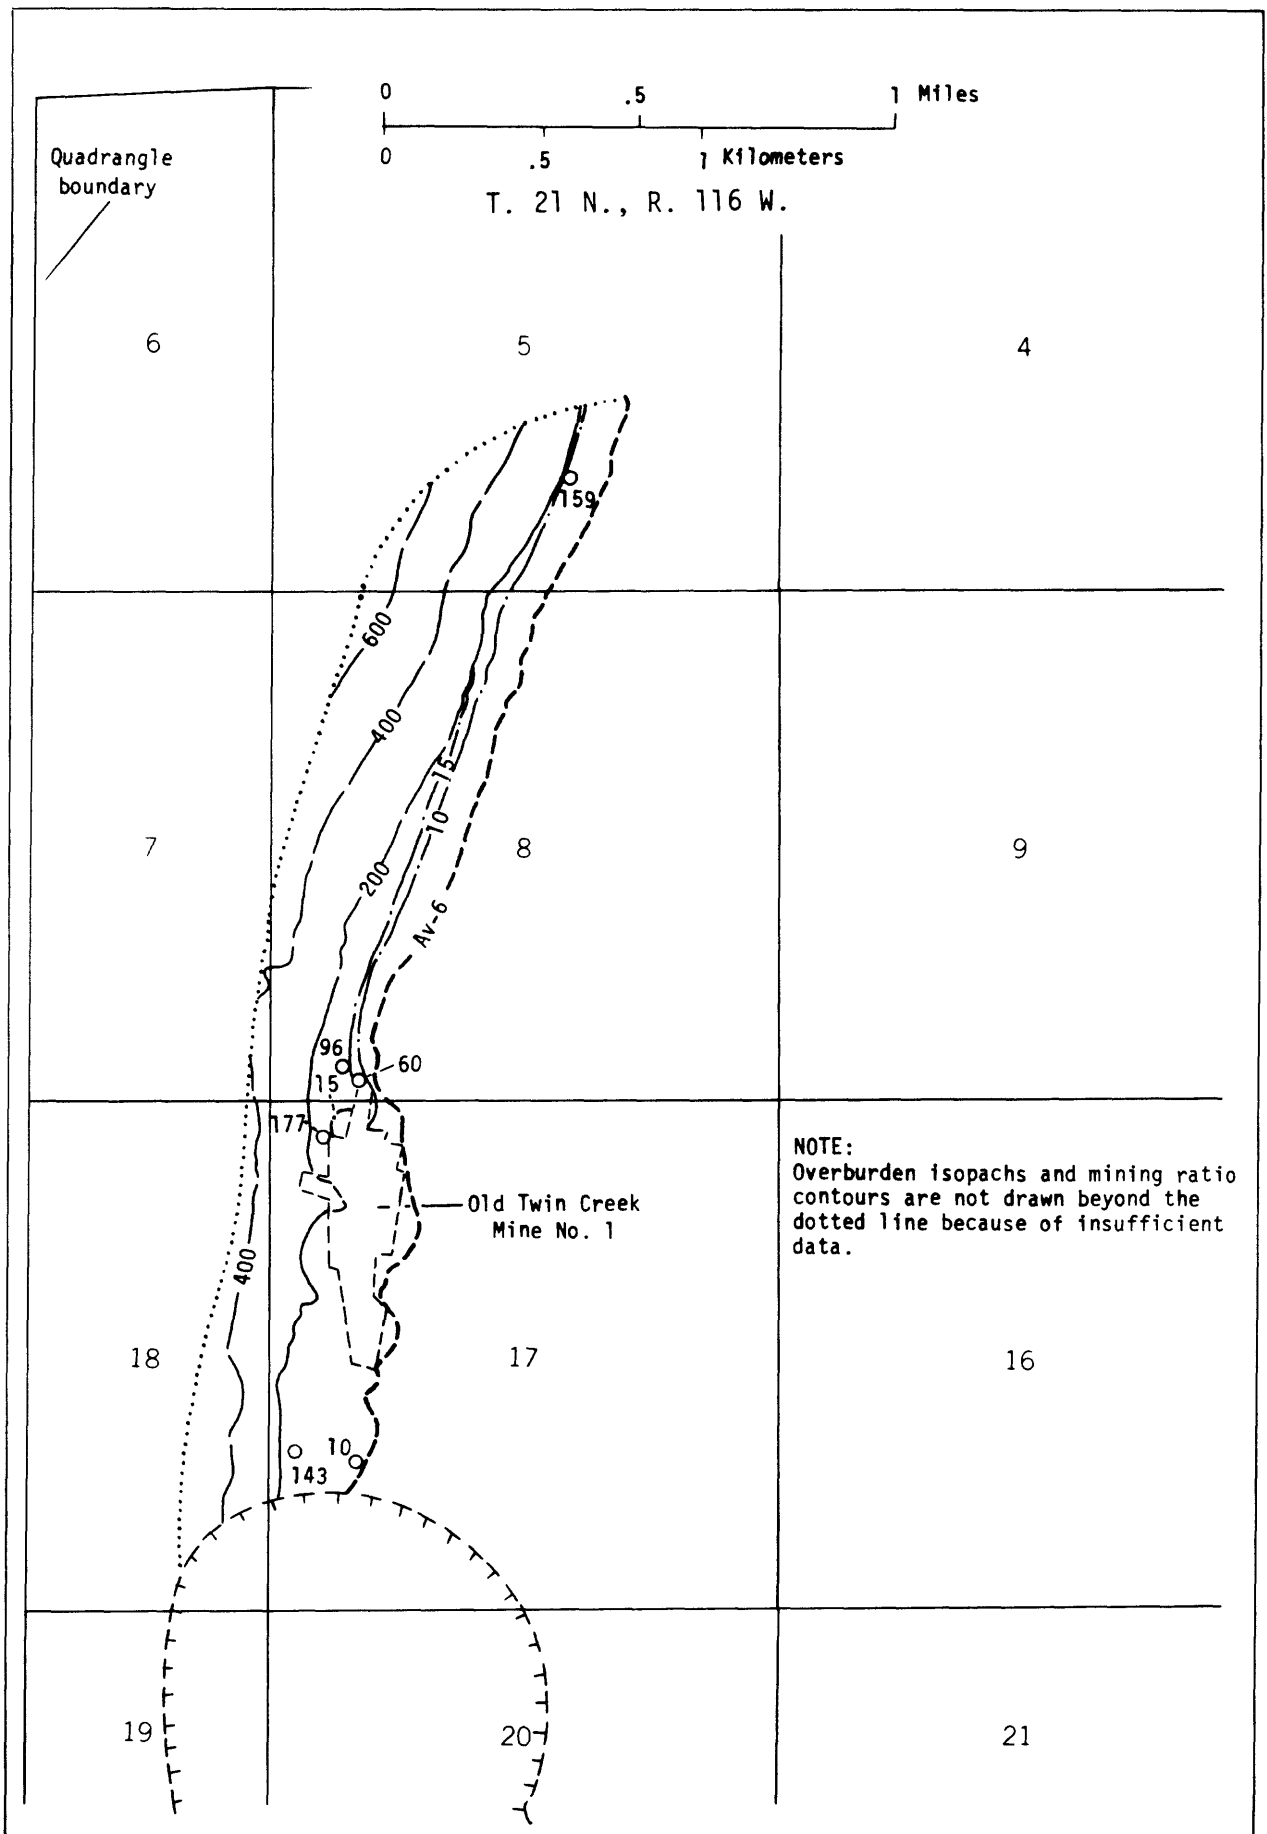 0 .5 1 Miles
0 .5 1 Kilometers
T. 21 N., R. 116 W.
Quadrangle
boundary
6
5
4
159
600
400
15
10
7
8
9
200
Av-6
96
60
15
177
NOTE:
Overburden isopachs and mining ratio
contours are not drawn beyond the
dotted line because of insufficient
data.
Old Twin Creek
Mine No. 1
400
18
17
16
10
143
19
20
21